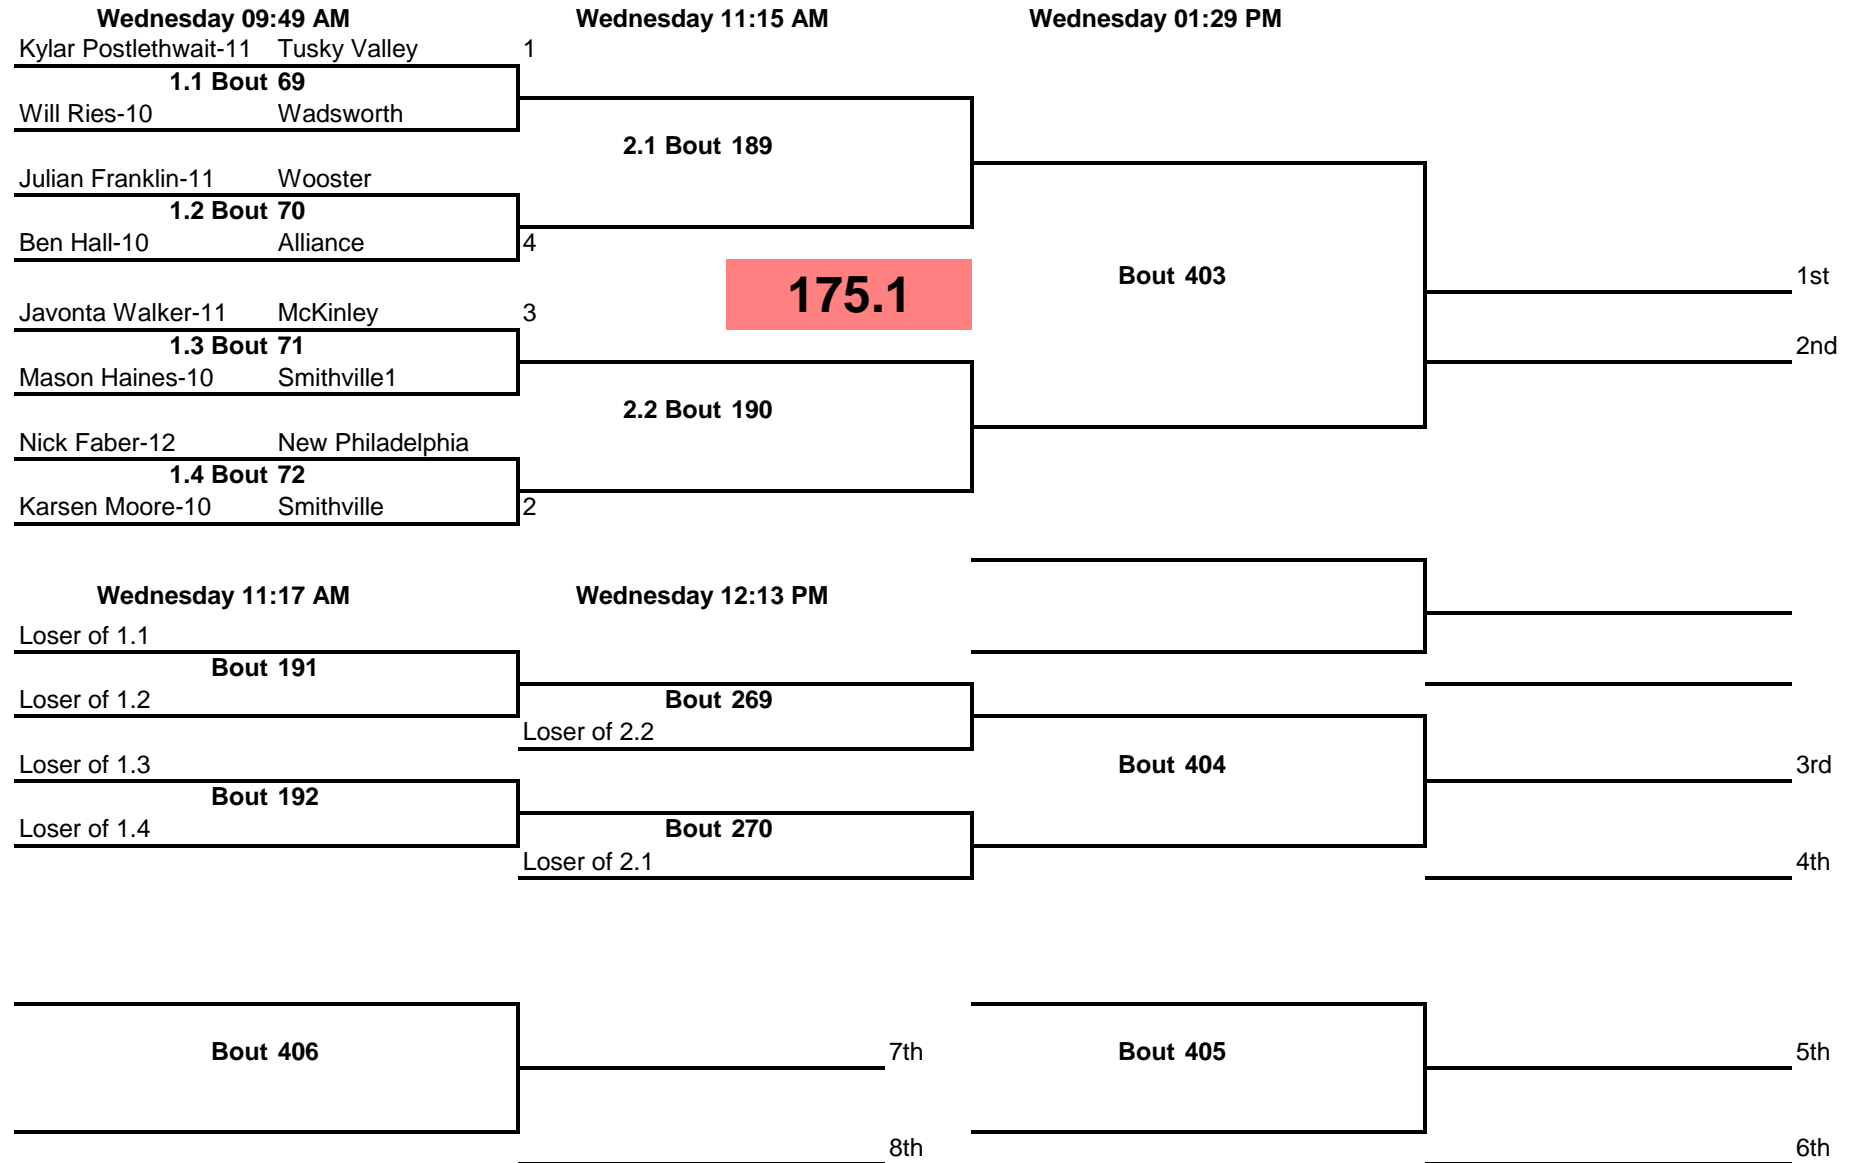 Wednesday 09:49 AM Wednesday 11:15 AM Wednesday 01:29 PM
Kylar Postlethwait-11 Tusky Valley 1
1.1 Bout 69
Will Ries-10 Wadsworth
2.1 Bout 189
Julian Franklin-11 Wooster
1.2 Bout 70
Ben Hall-10 Alliance 4
175.1 Bout 403 1st
Javonta Walker-11 McKinley 3
1.3 Bout 71 2nd
Mason Haines-10 Smithville1
2.2 Bout 190
Nick Faber-12 New Philadelphia
1.4 Bout 72
Karsen Moore-10 Smithville 2
Wednesday 11:17 AM Wednesday 12:13 PM
Loser of 1.1
Bout 191
Loser of 1.2 Bout 269
Loser of 2.2
Loser of 1.3 Bout 404 3rd
Bout 192
Loser of 1.4 Bout 270
Loser of 2.1 4th
Bout 406 7th Bout 405 5th
8th 6th